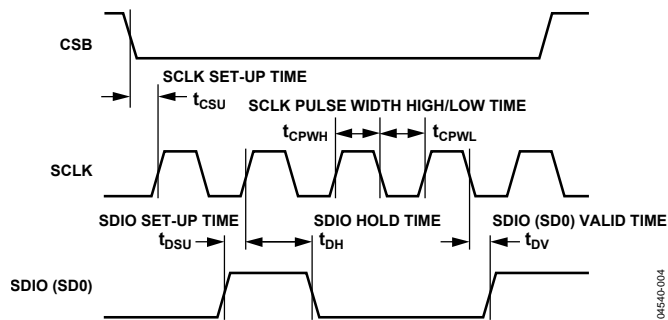 CSB
SCLK SET-UP TIME
tCSU
SCLK PULSE WIDTH HIGH/LOW TIME
tCPWH
tCPWL
SCLK
SDIO SET-UP TIME
SDIO HOLD TIME
SDIO (SD0) VALID TIME
tDSU
tDH
tDV
SDIO (SD0)
04540-004